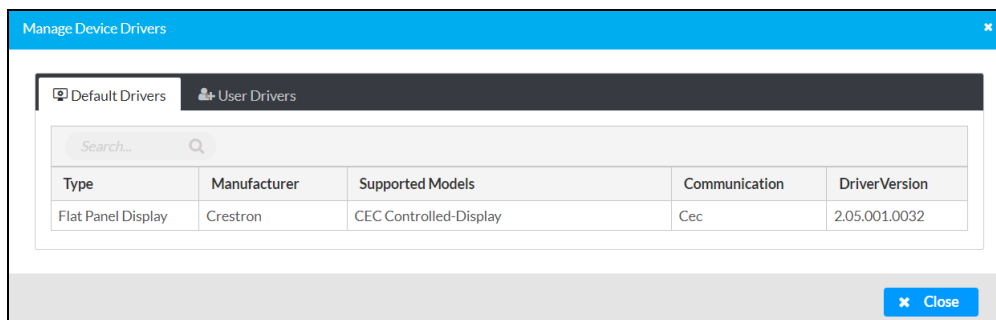 Manage Device Drivers
Default Drivers User Drivers
Search...
Type Manufacturer Supported Models Communication DriverVersion
Flat Panel Display Crestron CEC Controlled-Display Cec 2.05.001.0032
Close